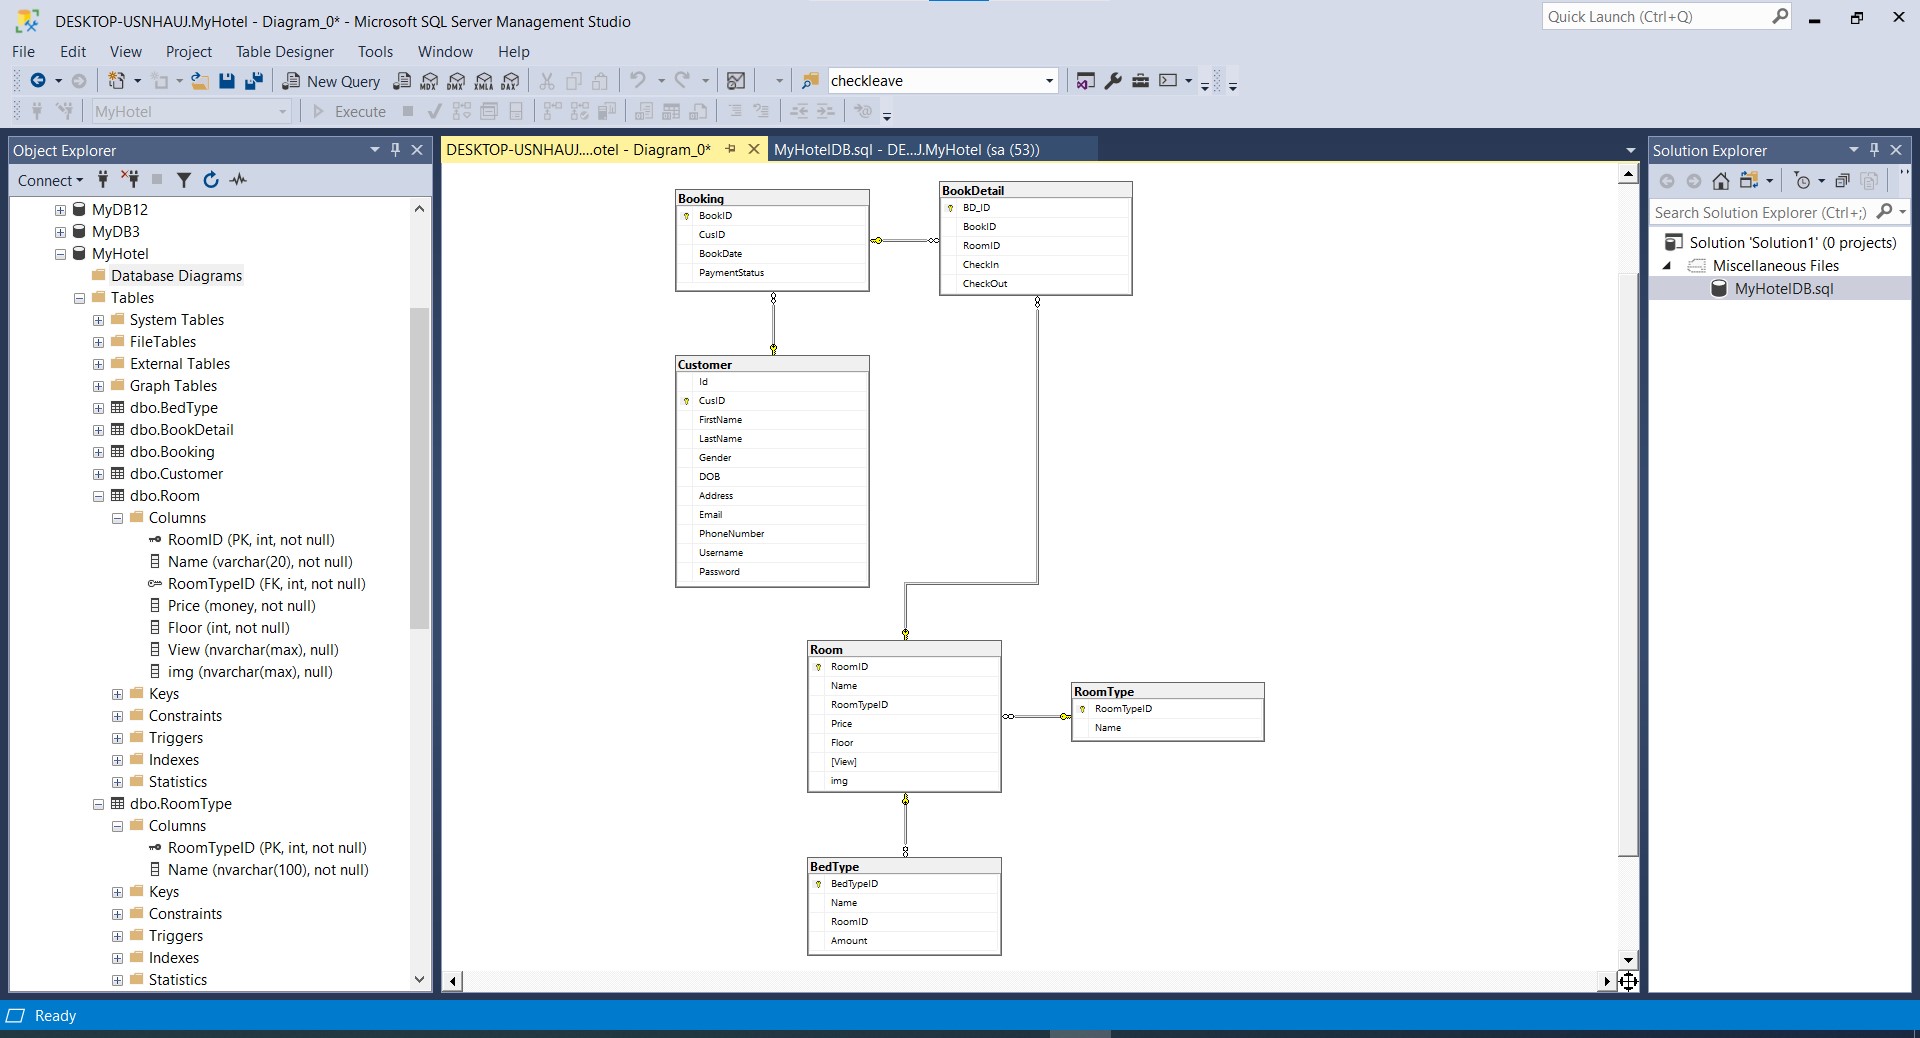 DESKTOP-USNHAUJ.MyHotel - Diagram_0* - Microsoft SQL Server Management Studio
Quick Launch (Ctrl+Q)
File Edit View Project Table Designer Tools Window Help
New Query
MDX
DMX
XMLA
DAX
checkleave
MyHotel
Execute
Object Explorer
Connect
MyDB12
MyDB3
MyHotel
Database Diagrams
Tables
System Tables
FileTables
External Tables
Graph Tables
dbo.BedType
dbo.BookDetail
dbo.Booking
dbo.Customer
dbo.Room
Columns
RoomID (PK, int, not null)
Name (varchar(20), not null)
RoomTypeID (FK, int, not null)
Price (money, not null)
Floor (int, not null)
View (nvarchar(max), null)
img (nvarchar(max), null)
Keys
Constraints
Triggers
Indexes
Statistics
dbo.RoomType
Columns
RoomTypeID (PK, int, not null)
Name (nvarchar(100), not null)
Keys
Constraints
Triggers
Indexes
Statistics
DESKTOP-USNHAUJ....otel - Diagram_0*
MyHotelDB.sql - DE...J.MyHotel (sa (53))
Booking
BookID
CusID
BookDate
PaymentStatus
BookDetail
BD_ID
BookID
RoomID
CheckIn
CheckOut
Customer
Id
CusID
FirstName
LastName
Gender
DOB
Address
Email
PhoneNumber
Username
Password
Room
RoomID
Name
RoomTypeID
Price
Floor
[View]
img
RoomType
RoomTypeID
Name
BedType
BedTypeID
Name
RoomID
Amount
Solution Explorer
Search Solution Explorer (Ctrl+;)
Solution 'Solution1' (0 projects)
Miscellaneous Files
MyHotelDB.sql
Ready